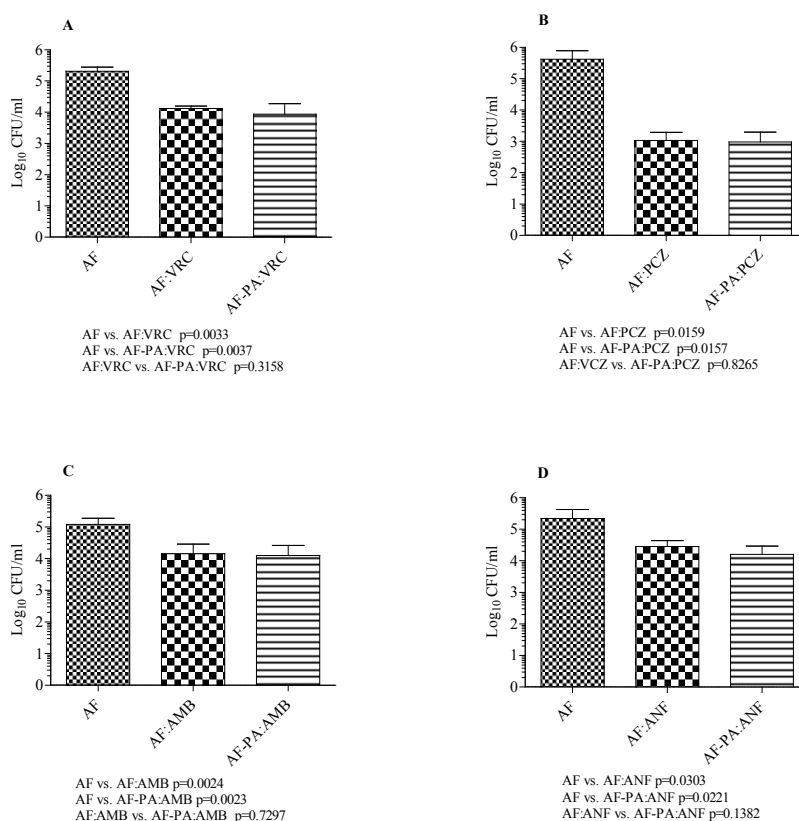 A
Log10 CFU/ml
6
5
4
3
2
1
0
AF
AF:VRC
AF-PA:VRC
AF vs. AF:VRC p=0.0033
AF vs. AF-PA:VRC p=0.0037
AF:VRC vs. AF-PA:VRC p=0.3158
B
Log10 CFU/ml
6
5
4
3
2
1
0
AF
AF:PCZ
AF-PA:PCZ
AF vs. AF:PCZ p=0.0159
AF vs. AF-PA:PCZ p=0.0157
AF:VCZ vs. AF-PA:PCZ p=0.8265
C
Log10 CFU/ml
6
5
4
3
2
1
0
AF
AF:AMB
AF-PA:AMB
AF vs. AF:AMB p=0.0024
AF vs. AF-PA:AMB p=0.0023
AF:AMB vs. AF-PA:AMB p=0.7297
D
Log10 CFU/ml
6
5
4
3
2
1
0
AF
AF:ANF
AF-PA:ANF
AF vs. AF:ANF p=0.0303
AF vs. AF-PA:ANF p=0.0221
AF:ANF vs. AF-PA:ANF p=0.1382